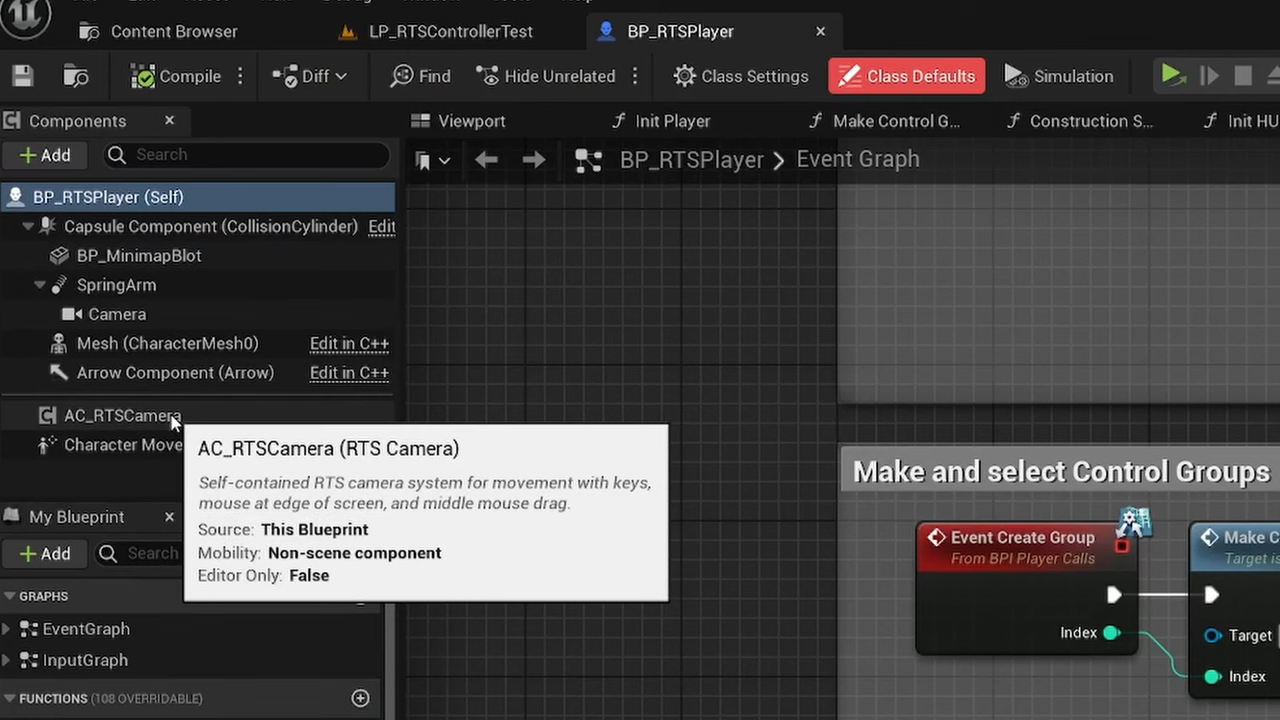 Content Browser
LP_RTSControllerTest
BP_RTSPlayer
Compile
Diff
Find
Hide Unrelated
Class Settings
Class Defaults
Simulation
Components
Viewport
Init Player
Make Control G...
Construction S...
Init HU
Add
Search
BP_RTSPlayer > Event Graph
BP_RTSPlayer (Self)
Capsule Component (CollisionCylinder) Edit
BP_MinimapBlot
SpringArm
Camera
Mesh (CharacterMesh0) Edit in C++
Arrow Component (Arrow) Edit in C++
AC_RTSCamera
Character Move
AC_RTSCamera (RTS Camera)
Self-contained RTS camera system for movement with keys,
mouse at edge of screen, and middle mouse drag.
Source: This Blueprint
Mobility: Non-scene component
Editor Only: False
My Blueprint
Add
Search
GRAPHS
EventGraph
InputGraph
FUNCTIONS (108 OVERRIDABLE)
Make and select Control Groups
Event Create Group
From BPI Player Calls
Index
Make C
Target is
Target
Index